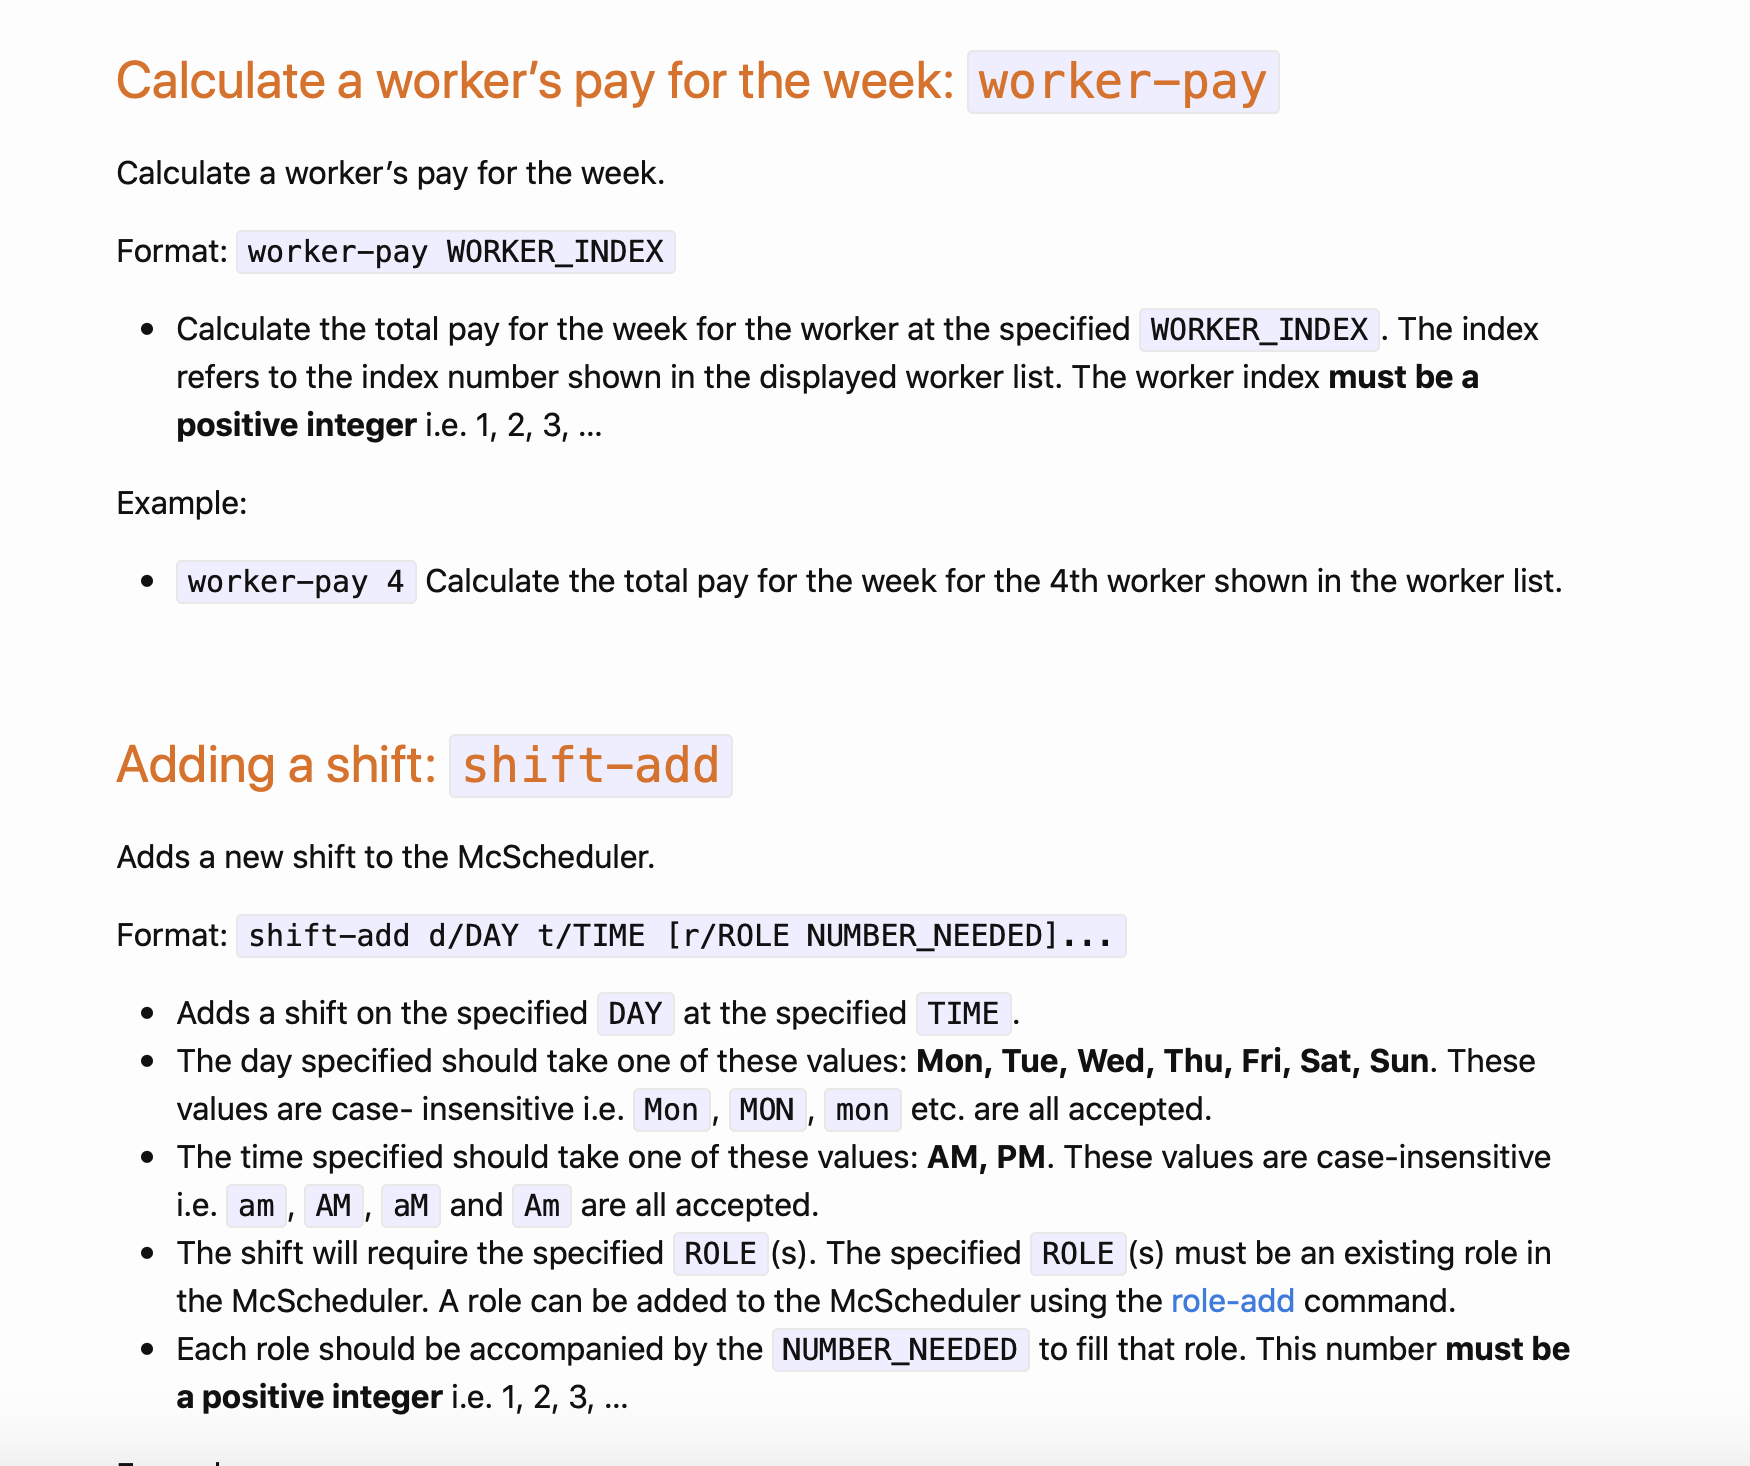 Calculate a worker’s pay for the week: worker-pay
Calculate a worker’s pay for the week.
Format: worker-pay WORKER_INDEX
• Calculate the total pay for the week for the worker at the specified WORKER_INDEX. The index
refers to the index number shown in the displayed worker list. The worker index must be a
positive integer i.e. 1, 2, 3, …
Example:
• worker-pay 4 Calculate the total pay for the week for the 4th worker shown in the worker list.
Adding a shift: shift-add
Adds a new shift to the McScheduler.
Format: shift-add d/DAY t/TIME [r/ROLE NUMBER_NEEDED]...
• Adds a shift on the specified DAY at the specified TIME.
• The day specified should take one of these values: Mon, Tue, Wed, Thu, Fri, Sat, Sun. These
values are case- insensitive i.e. Mon, MON, mon etc. are all accepted.
• The time specified should take one of these values: AM, PM. These values are case-insensitive
i.e. am, AM, aM and Am are all accepted.
• The shift will require the specified ROLE(s). The specified ROLE(s) must be an existing role in
the McScheduler. A role can be added to the McScheduler using the role-add command.
• Each role should be accompanied by the NUMBER_NEEDED to fill that role. This number must be
a positive integer i.e. 1, 2, 3, …